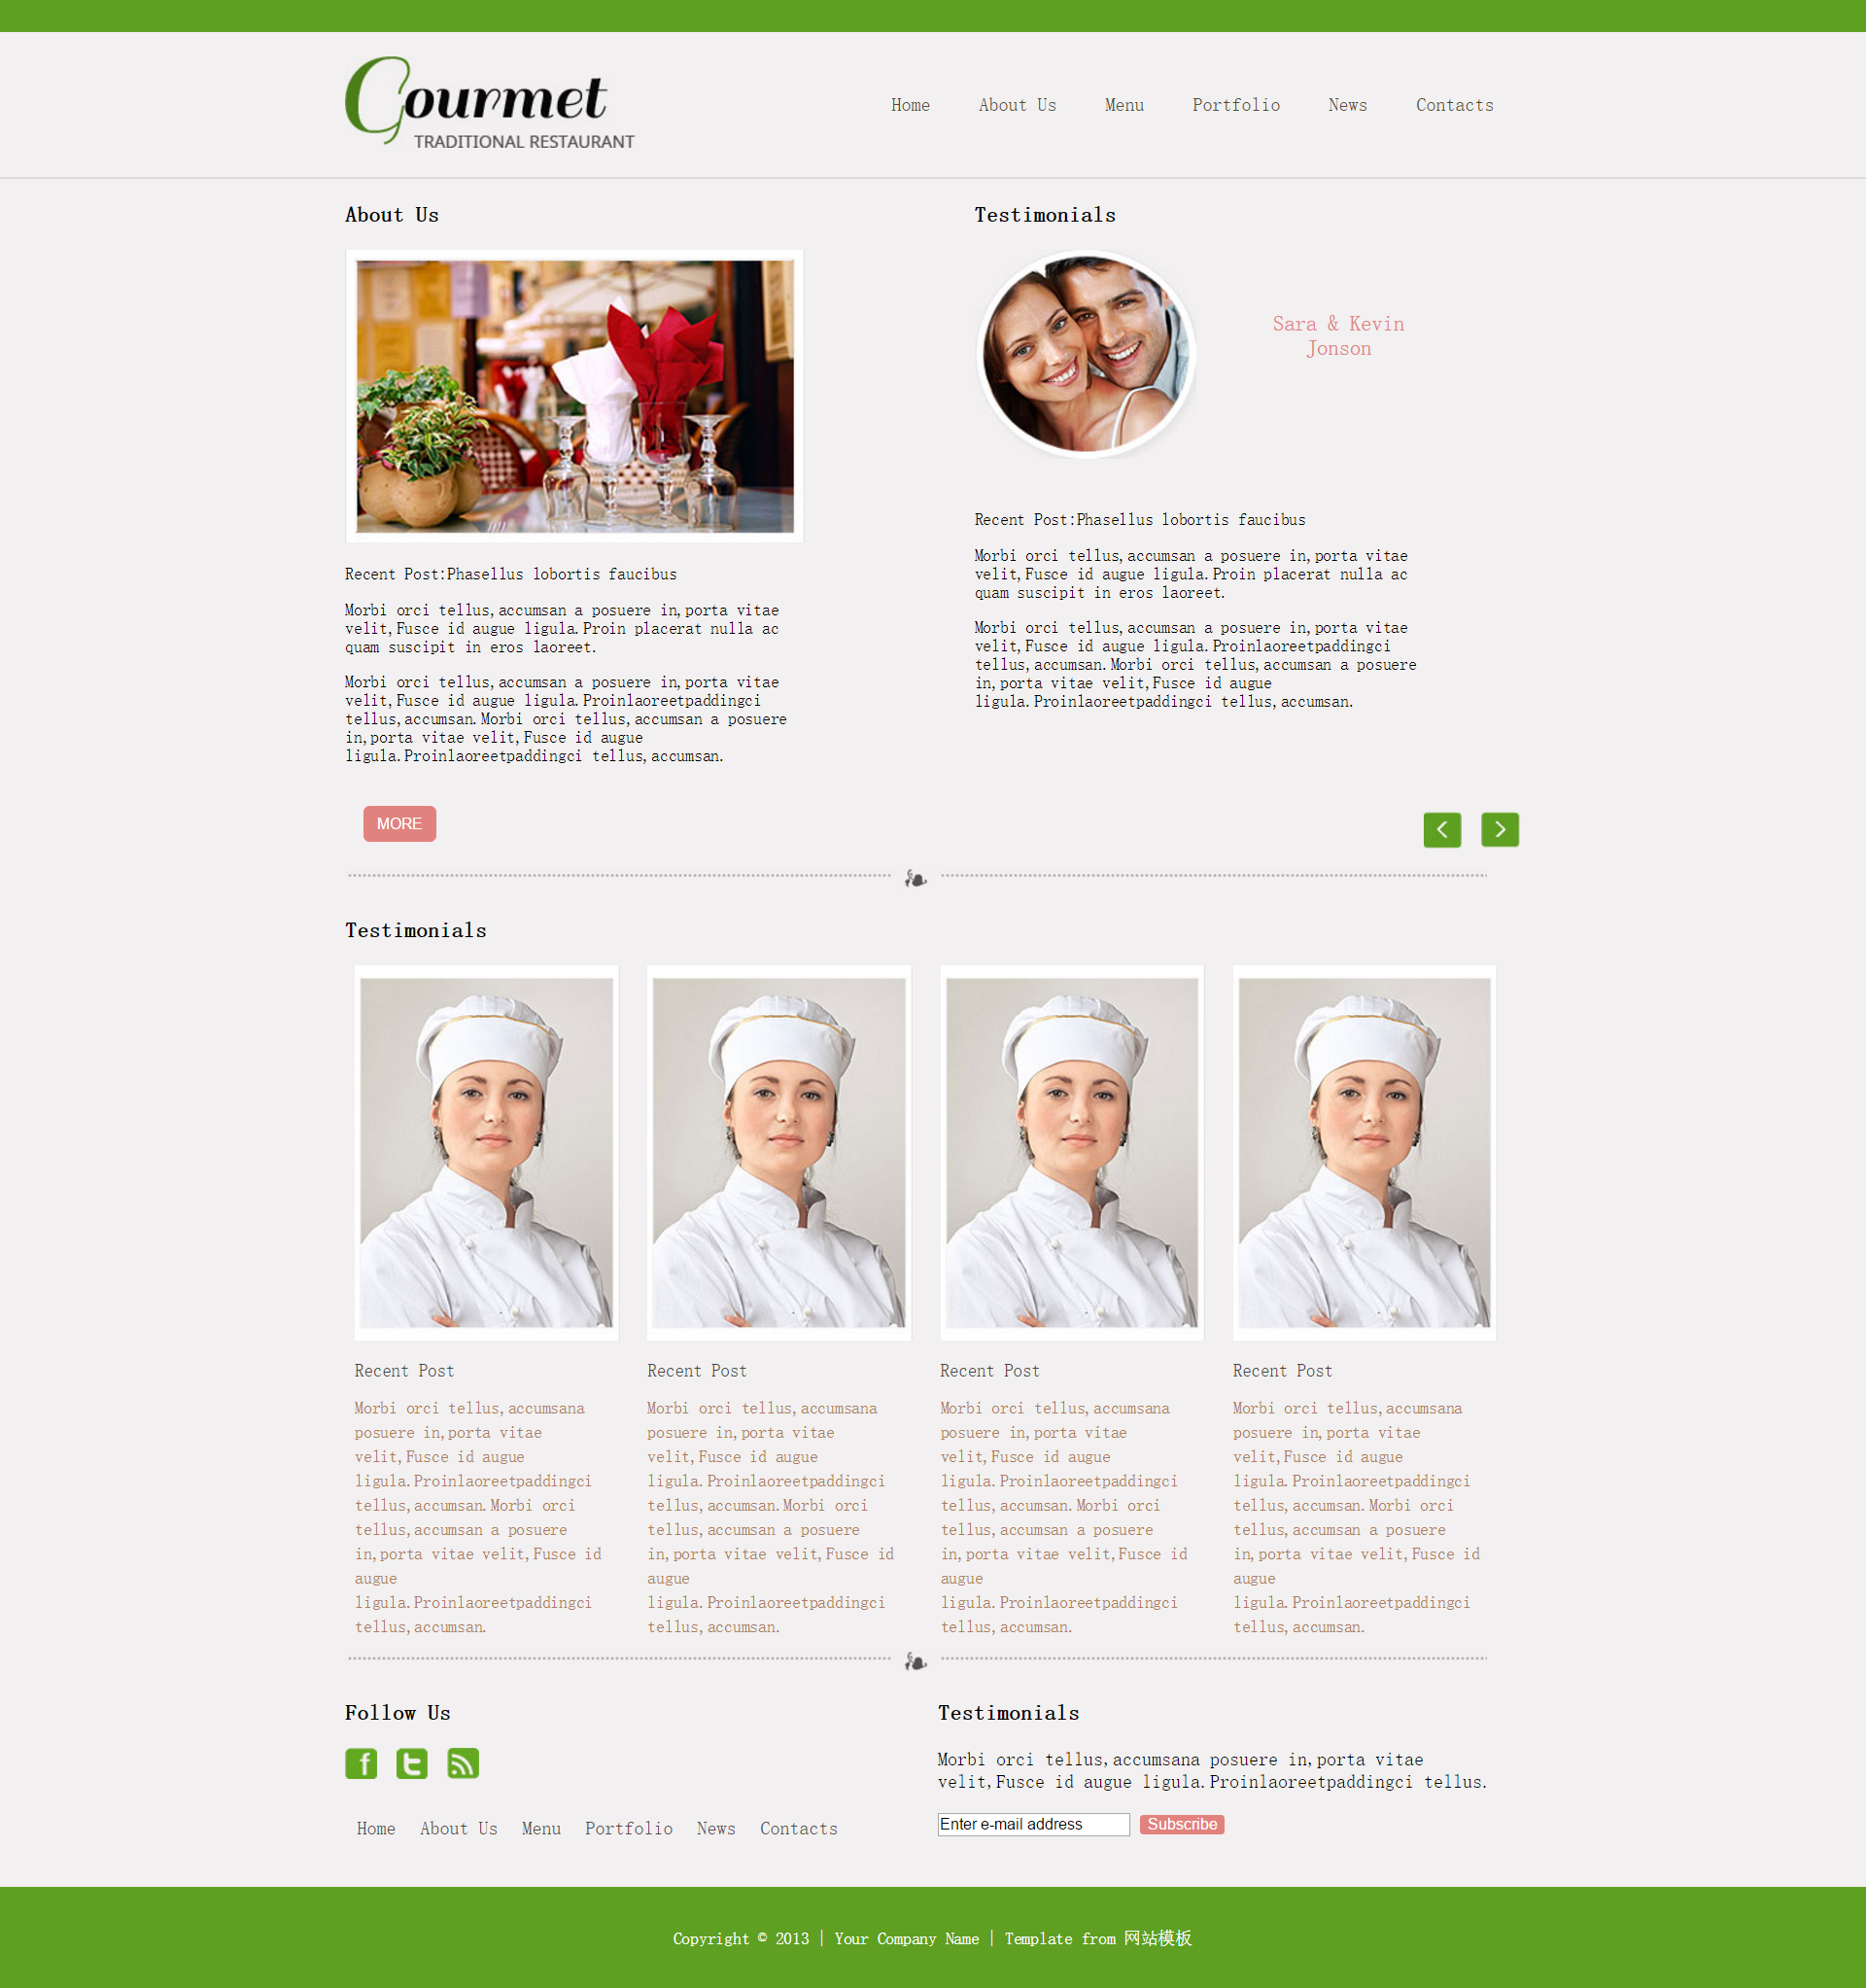 Gourmet
TRADITIONAL RESTAURANT
Home About Us Menu Portfolio News Contacts
About Us
Recent Post:Phasellus lobortis faucibus
Morbi orci tellus,accumsan a posuere in,porta vitae
velit,Fusce id augue ligula.Proin placerat nulla ac
quam suscipit in eros laoreet.
Morbi orci tellus,accumsan a posuere in,porta vitae
velit,Fusce id augue ligula.Proinlaoreetpaddingci
tellus,accumsan.Morbi orci tellus,accumsan a posuere
in,porta vitae velit,Fusce id augue
ligula.Proinlaoreetpaddingci tellus,accumsan.
MORE
Testimonials
Sara & Kevin
Jonson
Recent Post:Phasellus lobortis faucibus
Morbi orci tellus,accumsan a posuere in,porta vitae
velit,Fusce id augue ligula.Proin placerat nulla ac
quam suscipit in eros laoreet.
Morbi orci tellus,accumsan a posuere in,porta vitae
velit,Fusce id augue ligula.Proinlaoreetpaddingci
tellus,accumsan.Morbi orci tellus,accumsan a posuere
in,porta vitae velit,Fusce id augue
ligula.Proinlaoreetpaddingci tellus,accumsan.
Testimonials
Recent Post
Morbi orci tellus,accumsana
posuere in,porta vitae
velit,Fusce id augue
ligula.Proinlaoreetpaddingci
tellus,accumsan.Morbi orci
tellus,accumsan a posuere
in,porta vitae velit,Fusce id
augue
ligula.Proinlaoreetpaddingci
tellus,accumsan.
Recent Post
Morbi orci tellus,accumsana
posuere in,porta vitae
velit,Fusce id augue
ligula.Proinlaoreetpaddingci
tellus,accumsan.Morbi orci
tellus,accumsan a posuere
in,porta vitae velit,Fusce id
augue
ligula.Proinlaoreetpaddingci
tellus,accumsan.
Recent Post
Morbi orci tellus,accumsana
posuere in,porta vitae
velit,Fusce id augue
ligula.Proinlaoreetpaddingci
tellus,accumsan.Morbi orci
tellus,accumsan a posuere
in,porta vitae velit,Fusce id
augue
ligula.Proinlaoreetpaddingci
tellus,accumsan.
Recent Post
Morbi orci tellus,accumsana
posuere in,porta vitae
velit,Fusce id augue
ligula.Proinlaoreetpaddingci
tellus,accumsan.Morbi orci
tellus,accumsan a posuere
in,porta vitae velit,Fusce id
augue
ligula.Proinlaoreetpaddingci
tellus,accumsan.
Follow Us
Home About Us Menu Portfolio News Contacts
Testimonials
Morbi orci tellus,accumsana posuere in,porta vitae
velit,Fusce id augue ligula.Proinlaoreetpaddingci tellus.
Enter e-mail address Subscribe
Copyright © 2013 | Your Company Name | Template from 网站模板